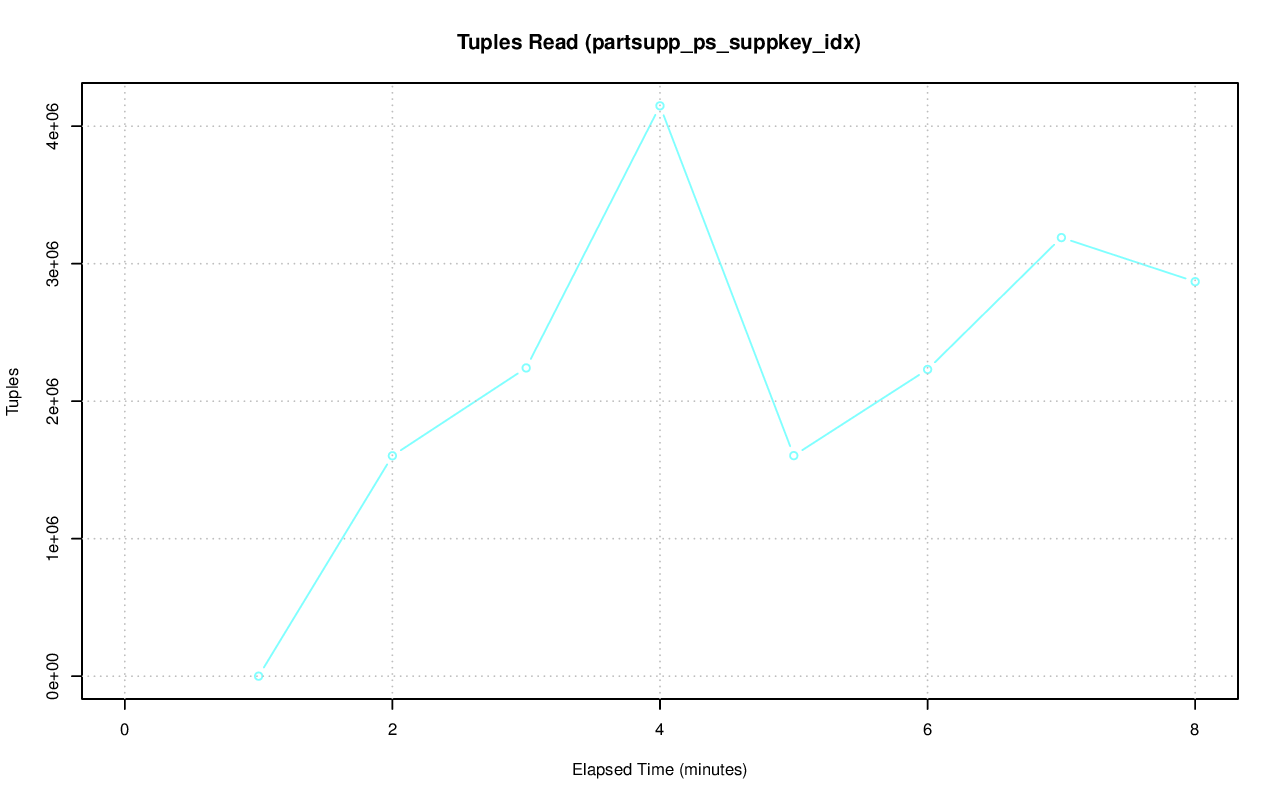 Tuples Read (partsupp_ps_suppkey_idx)
4e+06
3e+06
2e+06
1e+06
0e+00
Tuples
0 2 4 6 8
Elapsed Time (minutes)